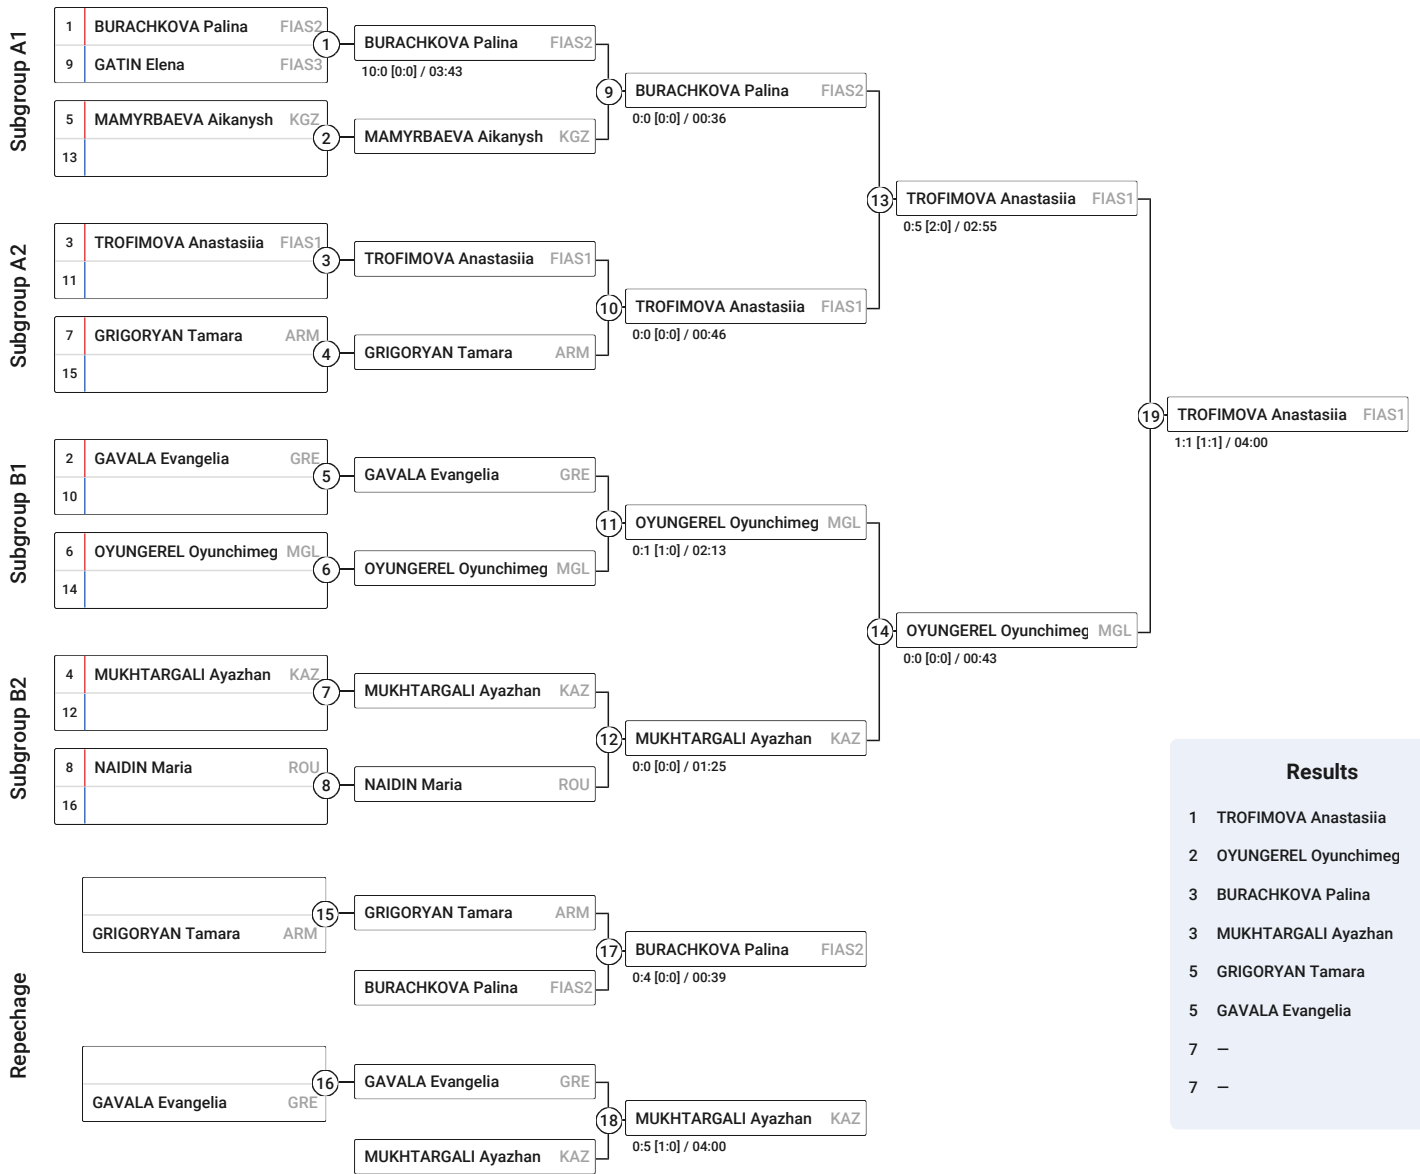 Subgroup A1
1 BURACHKOVA Palina FIAS2
9 GATIN Elena FIAS3
1
BURACHKOVA Palina FIAS2
10:0 [0:0] / 03:43
5 MAMYRBAEVA Aikanysh KGZ
13
2
MAMYRBAEVA Aikanysh KGZ
9
BURACHKOVA Palina FIAS2
0:0 [0:0] / 00:36
Subgroup A2
3 TROFIMOVA Anastasiia FIAS1
11
3
TROFIMOVA Anastasiia FIAS1
7 GRIGORYAN Tamara ARM
15
4
GRIGORYAN Tamara ARM
10
TROFIMOVA Anastasiia FIAS1
0:0 [0:0] / 00:46
13
TROFIMOVA Anastasiia FIAS1
0:5 [2:0] / 02:55
Subgroup B1
2 GAVALA Evangelia GRE
10
5
GAVALA Evangelia GRE
6 OYUNGEREL Oyunchimeg MGL
14
6
OYUNGEREL Oyunchimeg MGL
11
OYUNGEREL Oyunchimeg MGL
0:1 [1:0] / 02:13
Subgroup B2
4 MUKHTARGALI Ayazhan KAZ
12
7
MUKHTARGALI Ayazhan KAZ
8 NAIDIN Maria ROU
16
8
NAIDIN Maria ROU
12
MUKHTARGALI Ayazhan KAZ
0:0 [0:0] / 01:25
14
OYUNGEREL Oyunchimeg MGL
0:0 [0:0] / 00:43
19
TROFIMOVA Anastasiia FIAS1
1:1 [1:1] / 04:00
Repechage
GRIGORYAN Tamara ARM
15
GRIGORYAN Tamara ARM
BURACHKOVA Palina FIAS2
17
BURACHKOVA Palina FIAS2
0:4 [0:0] / 00:39
GAVALA Evangelia GRE
16
GAVALA Evangelia GRE
MUKHTARGALI Ayazhan KAZ
18
MUKHTARGALI Ayazhan KAZ
0:5 [1:0] / 04:00
Results
1 TROFIMOVA Anastasiia
2 OYUNGEREL Oyunchimeg
3 BURACHKOVA Palina
3 MUKHTARGALI Ayazhan
5 GRIGORYAN Tamara
5 GAVALA Evangelia
7 —
7 —